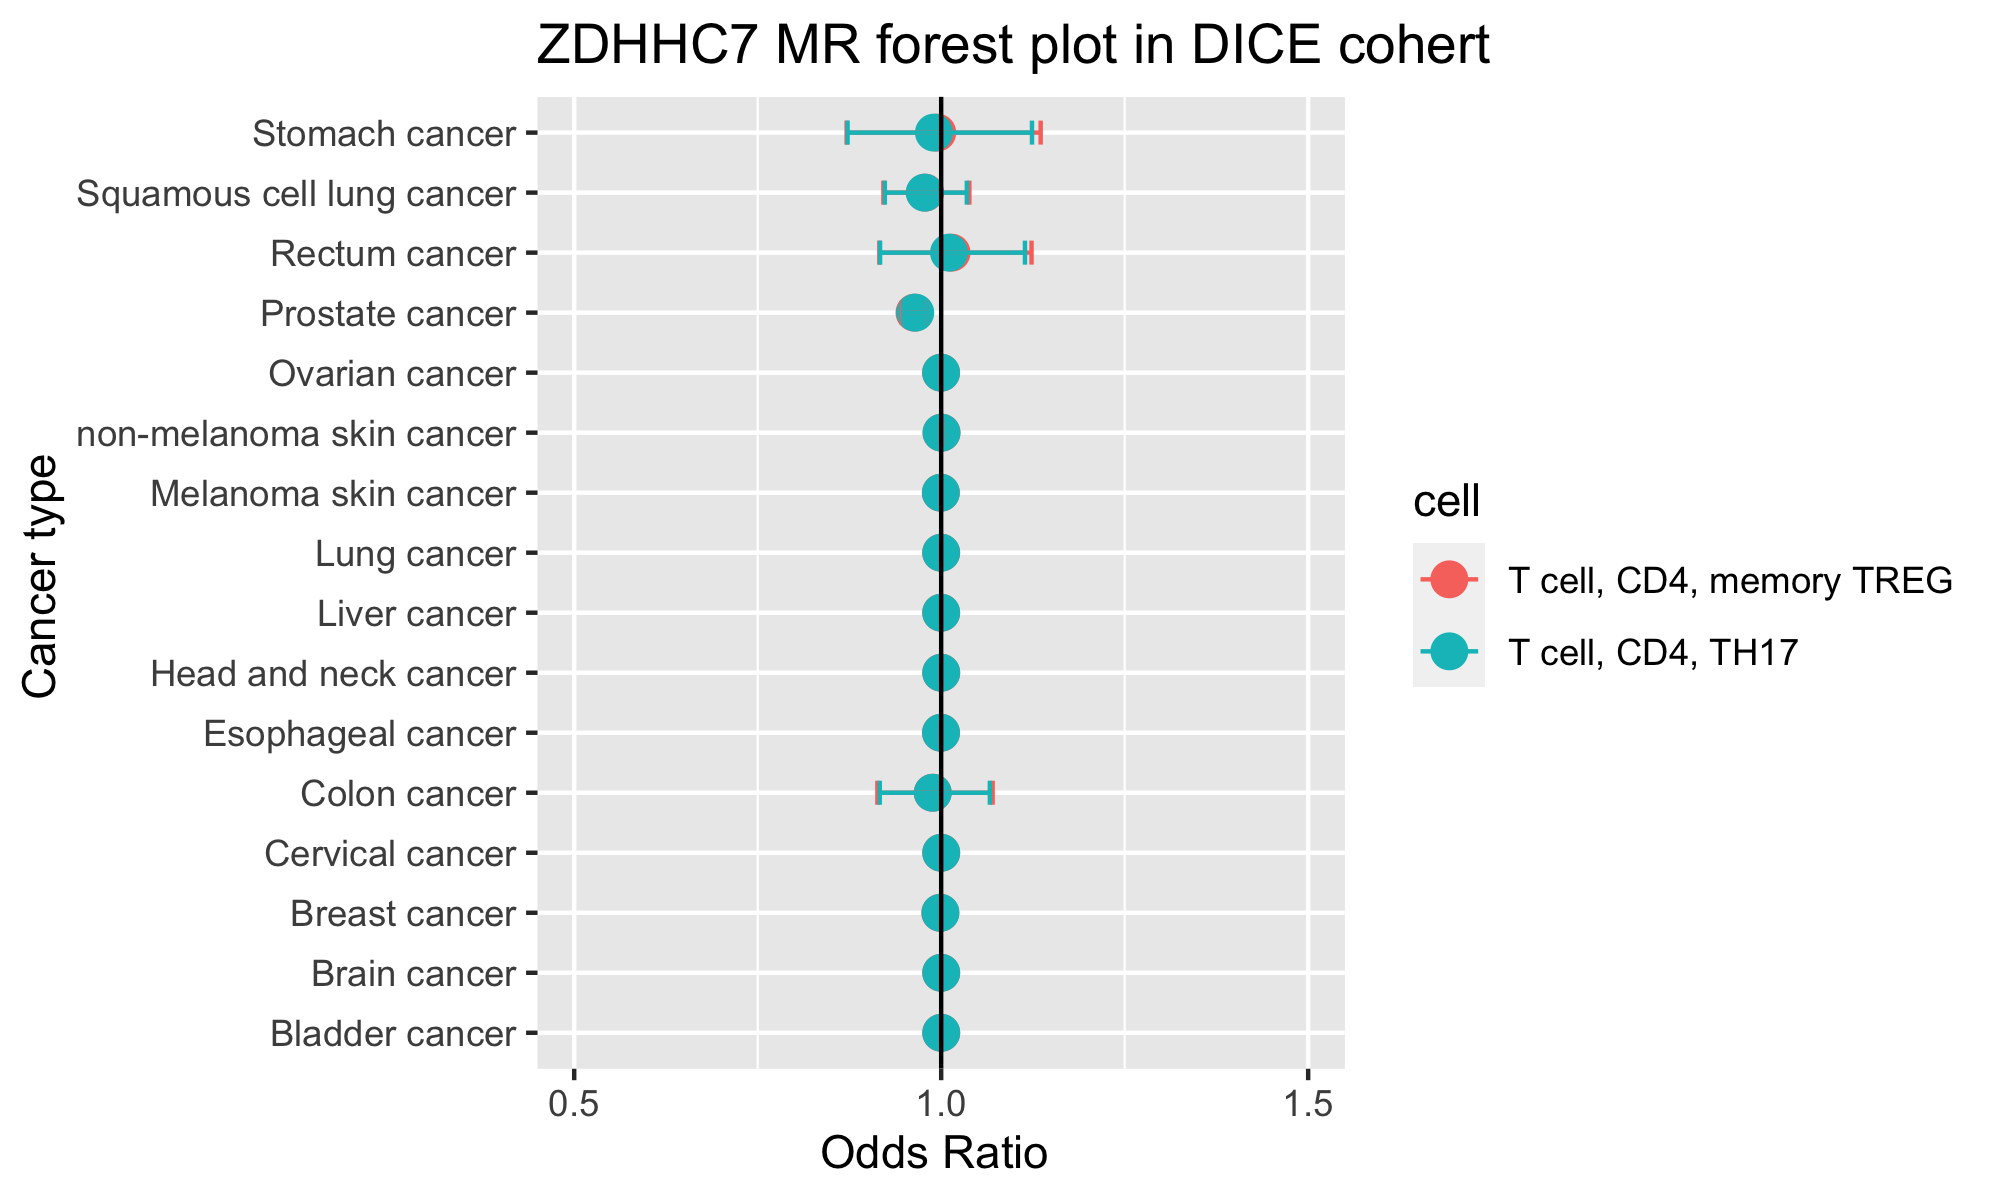 ZDHHC7 MR forest plot in DICE cohert
Cancer type
Stomach cancer
Squamous cell lung cancer
Rectum cancer
Prostate cancer
Ovarian cancer
non-melanoma skin cancer
Melanoma skin cancer
Lung cancer
Liver cancer
Head and neck cancer
Esophageal cancer
Colon cancer
Cervical cancer
Breast cancer
Brain cancer
Bladder cancer
0.5 1.0 1.5
Odds Ratio
cell
T cell, CD4, memory TREG
T cell, CD4, TH17